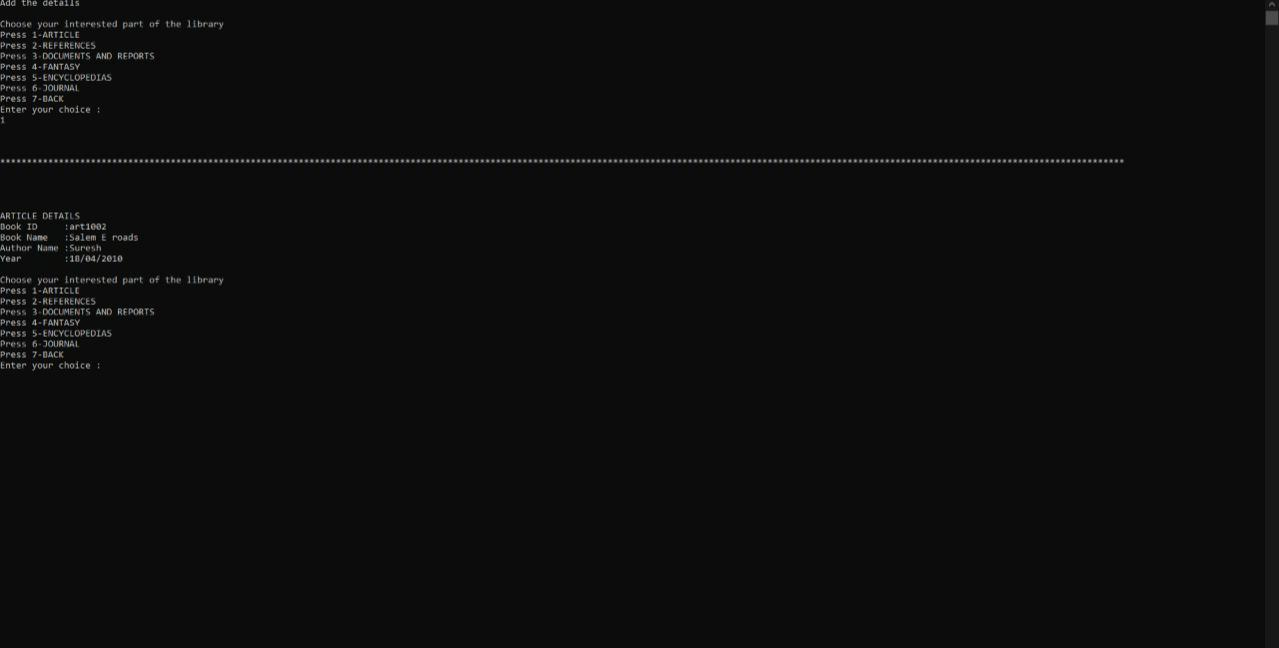 Add the details
Choose your interested part of the library
Press 1-ARTICLE
Press 2-REFERENCES
Press 3-DOCUMENTS AND REPORTS
Press 4-FANTASY
Press 5-ENCYCLOPEDIAS
Press 6-JOURNAL
Press 7-BACK
Enter your choice :
1
********************************************************************************************************************************************************************************************************************
ARTICLE DETAILS
Book ID     :art1002
Book Name   :Salem E roads
Author Name :Suresh
Year        :18/04/2010
Choose your interested part of the library
Press 1-ARTICLE
Press 2-REFERENCES
Press 3-DOCUMENTS AND REPORTS
Press 4-FANTASY
Press 5-ENCYCLOPEDIAS
Press 6-JOURNAL
Press 7-BACK
Enter your choice :